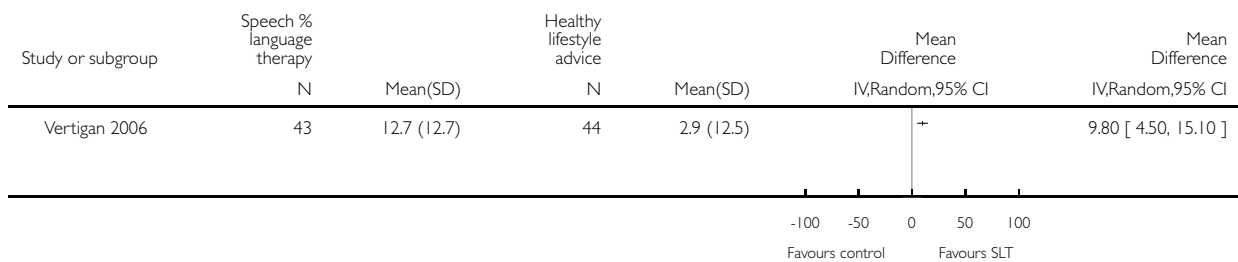 Study or subgroup
Speech %
language
therapy
Healthy
lifestyle
advice
Mean
Difference
Mean
Difference
N Mean(SD) N Mean(SD) IV,Random,95% CI IV,Random,95% CI
Vertigan 2006 43 12.7 (12.7) 44 2.9 (12.5) 9.80 [ 4.50, 15.10 ]
-100 -50 0 50 100
Favours control Favours SLT